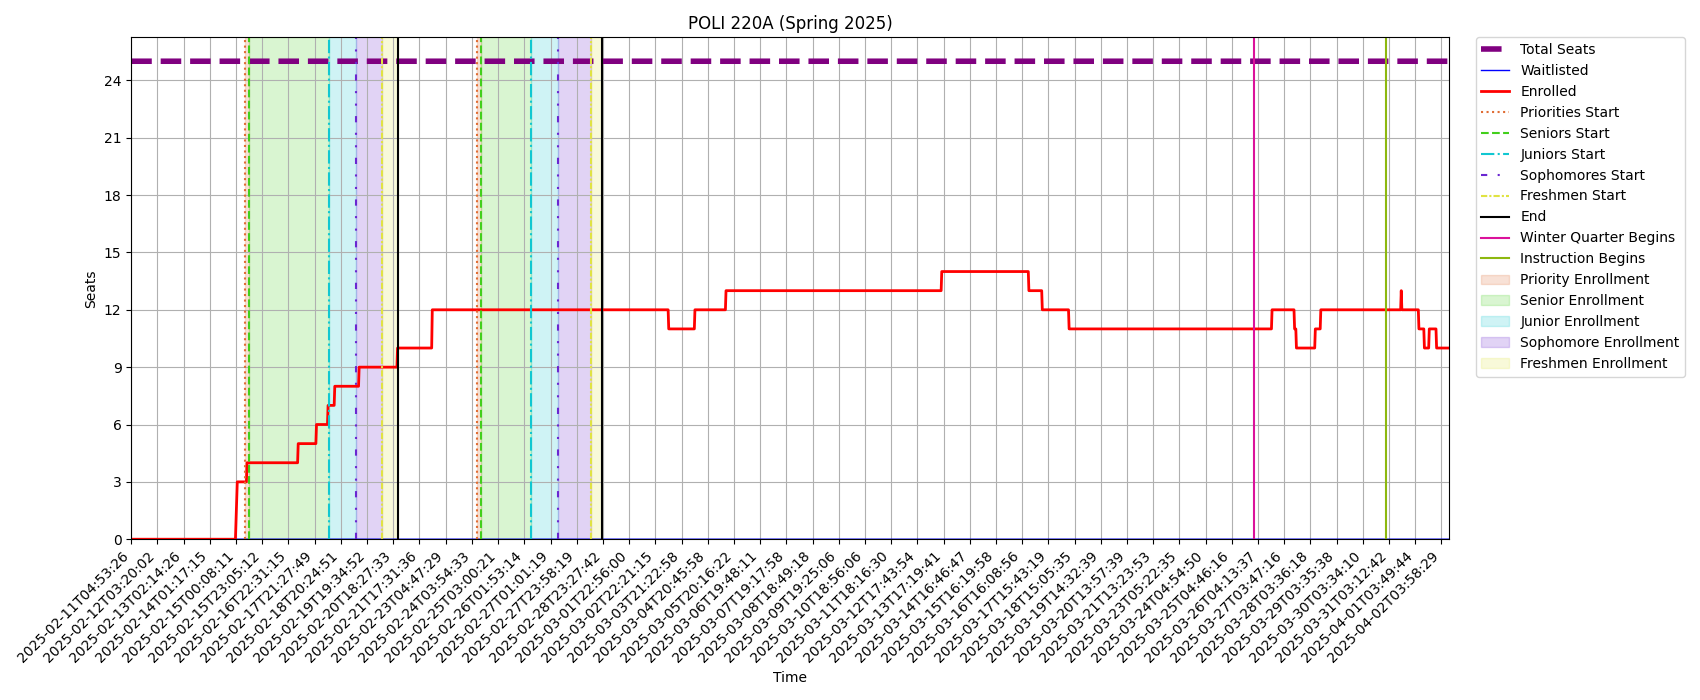 POLI 220A (Spring 2025)
Seats
24
21
18
15
12
9
6
3
0
2025-02-11T04:53:26
2025-02-12T03:20:02
2025-02-13T02:14:26
2025-02-14T01:17:15
2025-02-15T00:08:11
2025-02-15T23:05:12
2025-02-16T22:31:15
2025-02-17T21:27:49
2025-02-18T20:24:51
2025-02-19T19:34:52
2025-02-20T18:27:33
2025-02-21T17:31:36
2025-02-23T04:47:29
2025-02-24T03:54:33
2025-02-25T03:00:21
2025-02-26T01:53:14
2025-02-27T01:01:19
2025-02-27T23:58:19
2025-02-28T23:27:42
2025-03-01T22:56:00
2025-03-02T22:21:15
2025-03-03T21:22:58
2025-03-04T20:45:58
2025-03-05T20:16:22
2025-03-06T19:48:11
2025-03-07T19:17:58
2025-03-08T18:49:18
2025-03-09T19:25:06
2025-03-10T18:56:06
2025-03-11T18:16:30
2025-03-12T17:43:54
2025-03-13T17:19:41
2025-03-14T16:46:47
2025-03-15T16:19:58
2025-03-16T16:08:56
2025-03-17T15:43:19
2025-03-18T15:05:35
2025-03-19T14:32:39
2025-03-20T13:57:39
2025-03-21T13:23:53
2025-03-23T05:22:35
2025-03-24T04:54:50
2025-03-25T04:46:16
2025-03-26T04:13:37
2025-03-27T03:47:16
2025-03-28T03:36:18
2025-03-29T03:35:38
2025-03-30T03:34:10
2025-03-31T03:12:42
2025-04-01T03:49:44
2025-04-02T03:58:29
Time
Total Seats
Waitlisted
Enrolled
Priorities Start
Seniors Start
Juniors Start
Sophomores Start
Freshmen Start
End
Winter Quarter Begins
Instruction Begins
Priority Enrollment
Senior Enrollment
Junior Enrollment
Sophomore Enrollment
Freshmen Enrollment